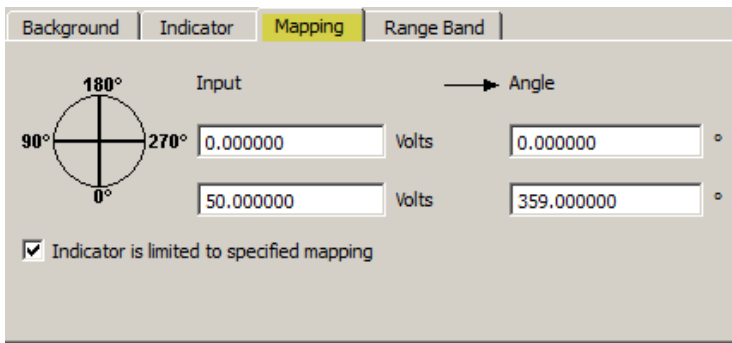 Background Indicator Mapping Range Band
180° Input Angle
90° 270° 0.000000 Volts 0.000000 °
0° 50.000000 Volts 359.000000 °
Indicator is limited to specified mapping